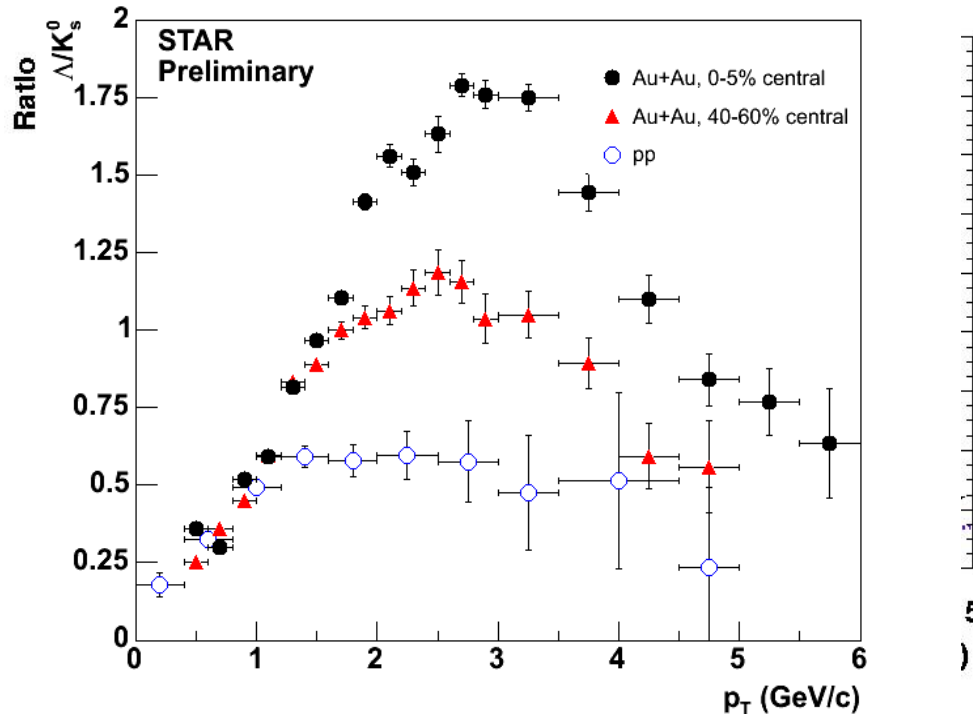 STAR
Preliminary
Ratio
Λ/K⁰ₛ
Au+Au, 0-5% central
Au+Au, 40-60% central
pp
2
1.75
1.5
1.25
1
0.75
0.5
0.25
0
0 1 2 3 4 5 6
p_T (GeV/c)